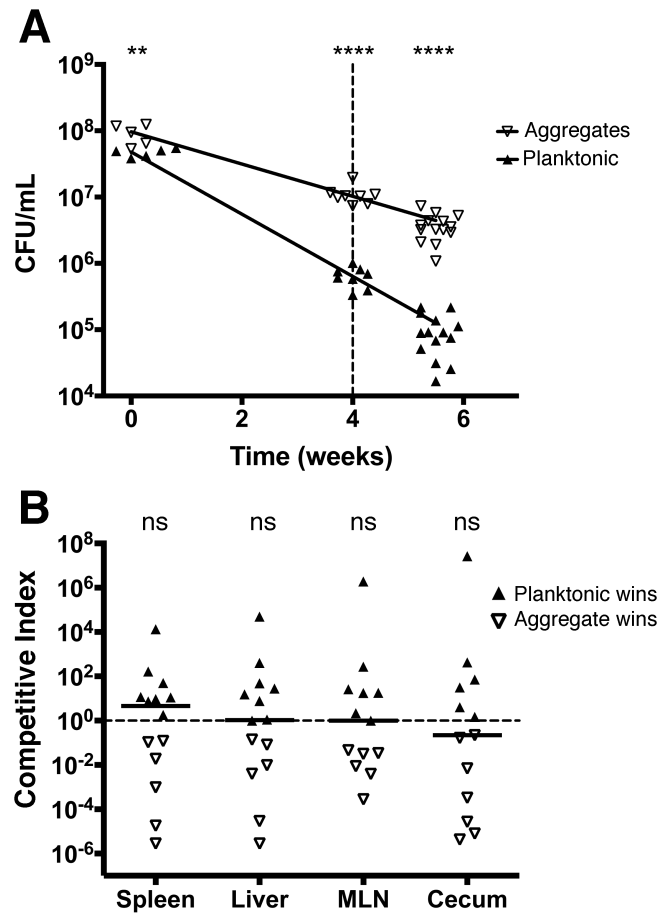 A
** **** ****
10⁹
10⁸
10⁷
10⁶
10⁵
10⁴
CFU/mL
0 2 4 6
Time (weeks)
Aggregates
Planktonic
B
ns ns ns ns
10⁸
10⁶
10⁴
10²
10⁰
10⁻²
10⁻⁴
10⁻⁶
Competitive Index
Spleen Liver MLN Cecum
Planktonic wins
Aggregate wins